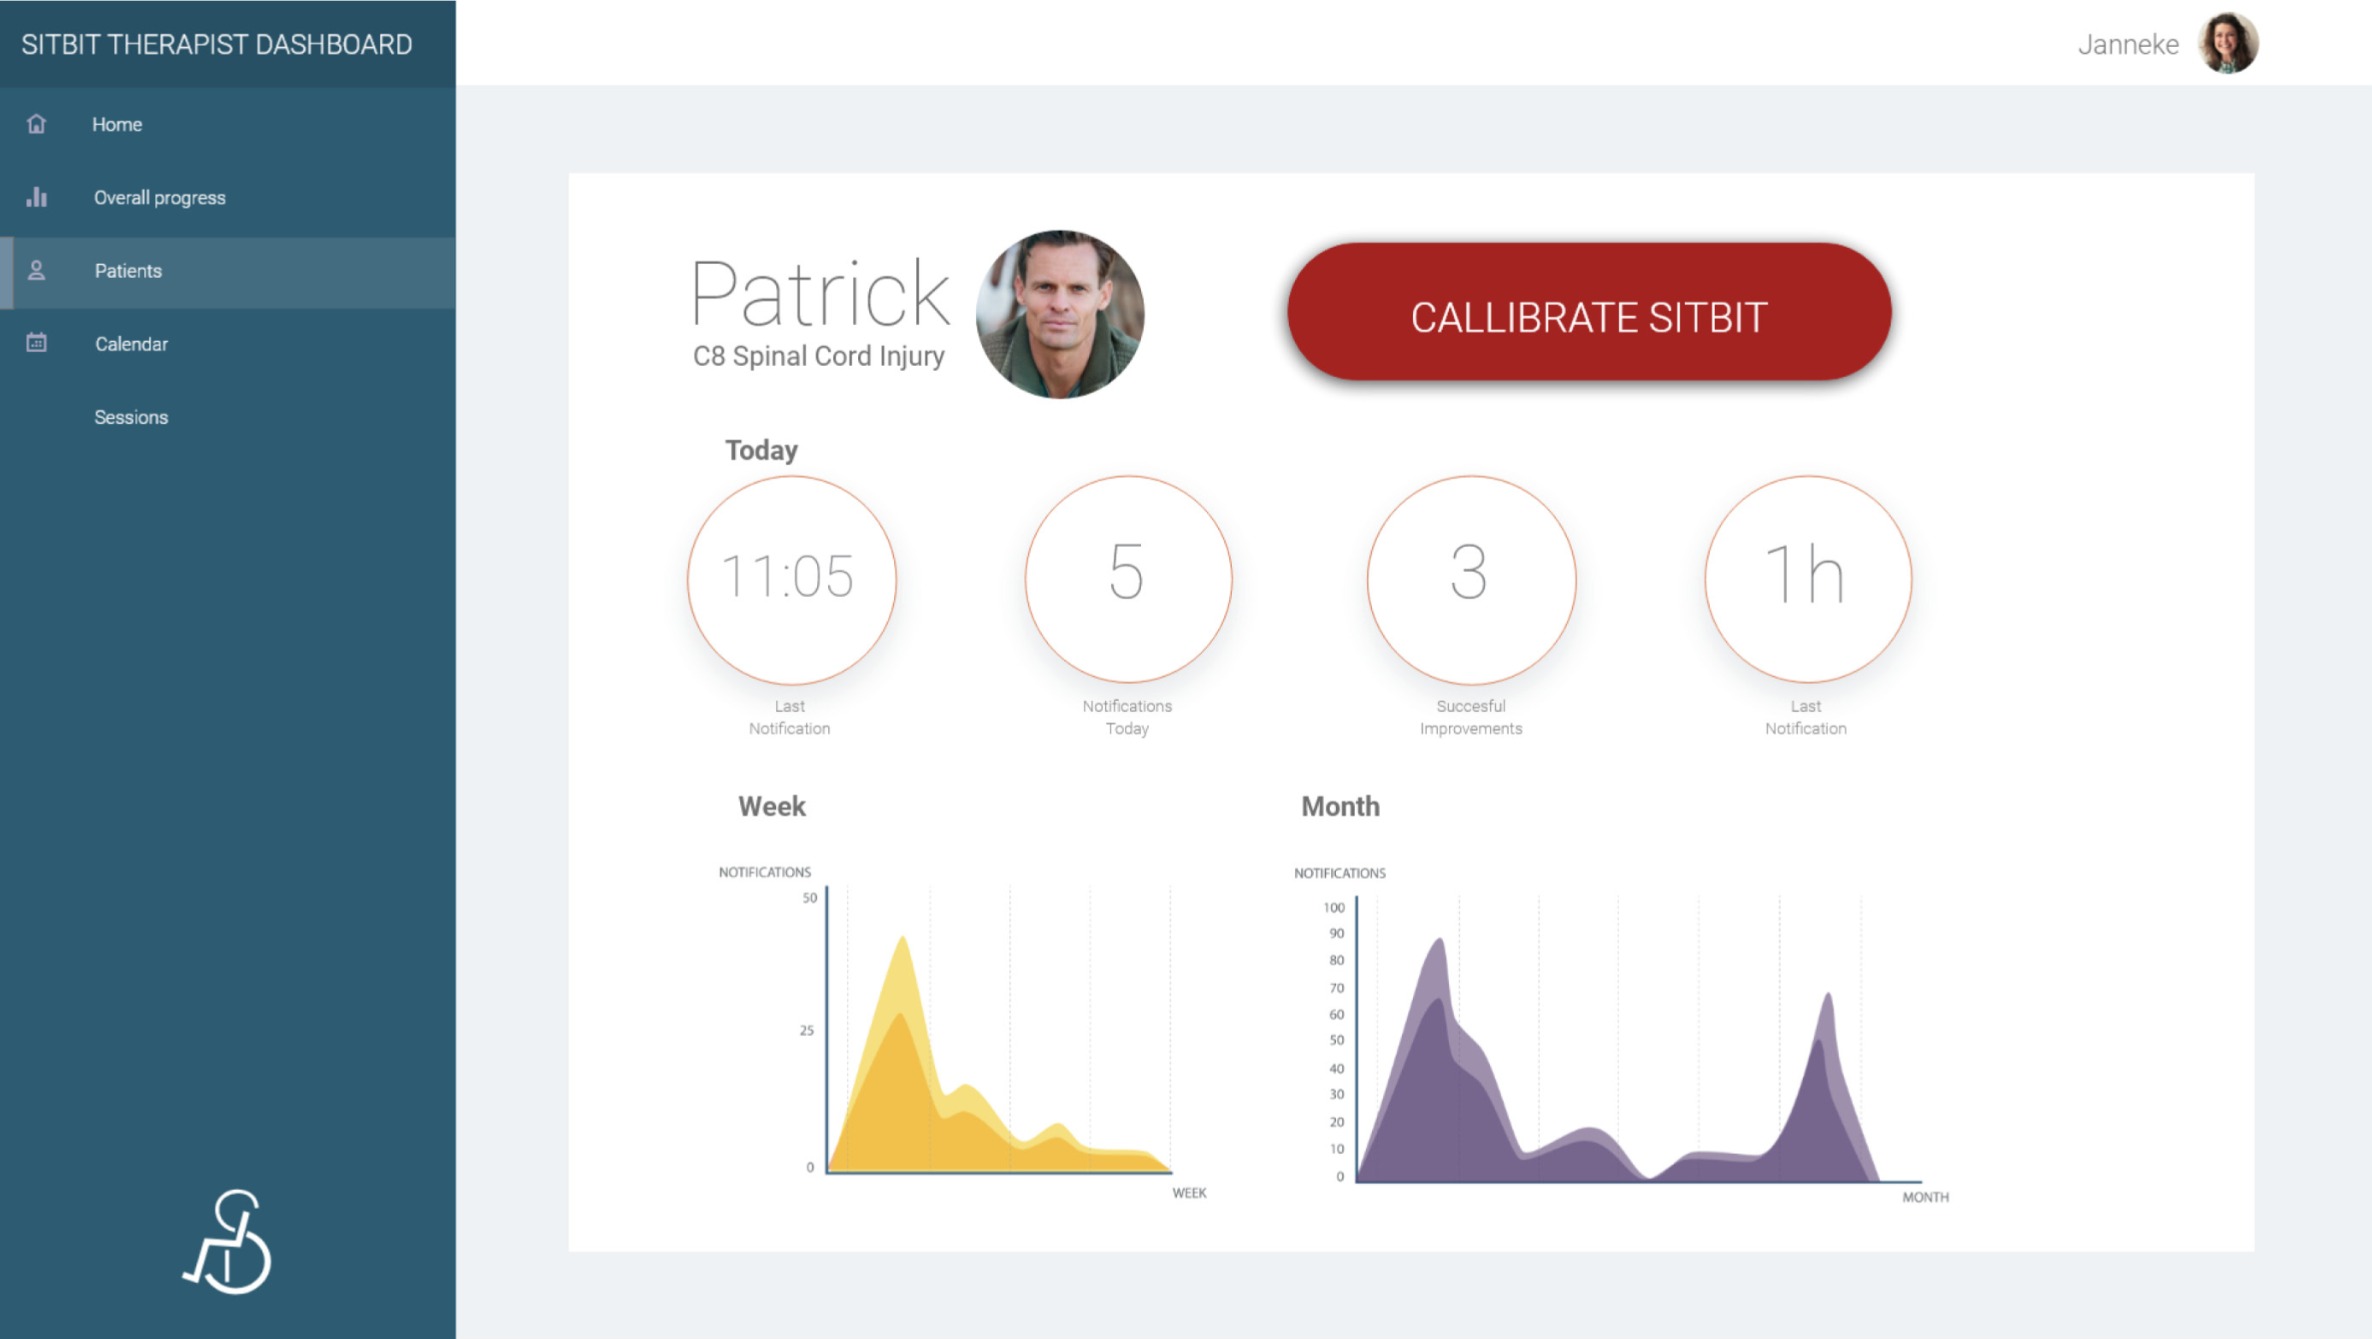 SITBIT THERAPIST DASHBOARD
Janneke
Home
Overall progress
Patients
Calendar
Sessions
Patrick
C8 Spinal Cord Injury
CALLIBRATE SITBIT
Today
11:05
Last
Notification
5
Notifications
Today
3
Succesful
Improvements
1h
Last
Notification
Week
NOTIFICATIONS
50
25
0
WEEK
Month
NOTIFICATIONS
100
90
80
70
60
50
40
30
20
10
0
MONTH